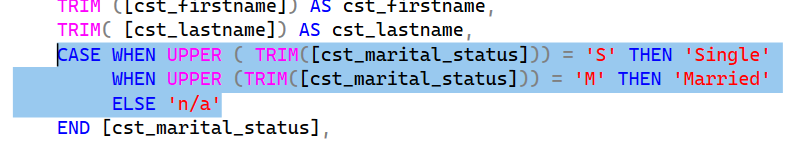 TRIM ([cst_firstname]) AS cst_firstname,
TRIM( [cst_lastname]) AS cst_lastname,
CASE WHEN UPPER ( TRIM([cst_marital_status])) = 'S' THEN 'Single'
WHEN UPPER (TRIM([cst_marital_status])) = 'M' THEN 'Married'
ELSE 'n/a'
END [cst_marital_status],